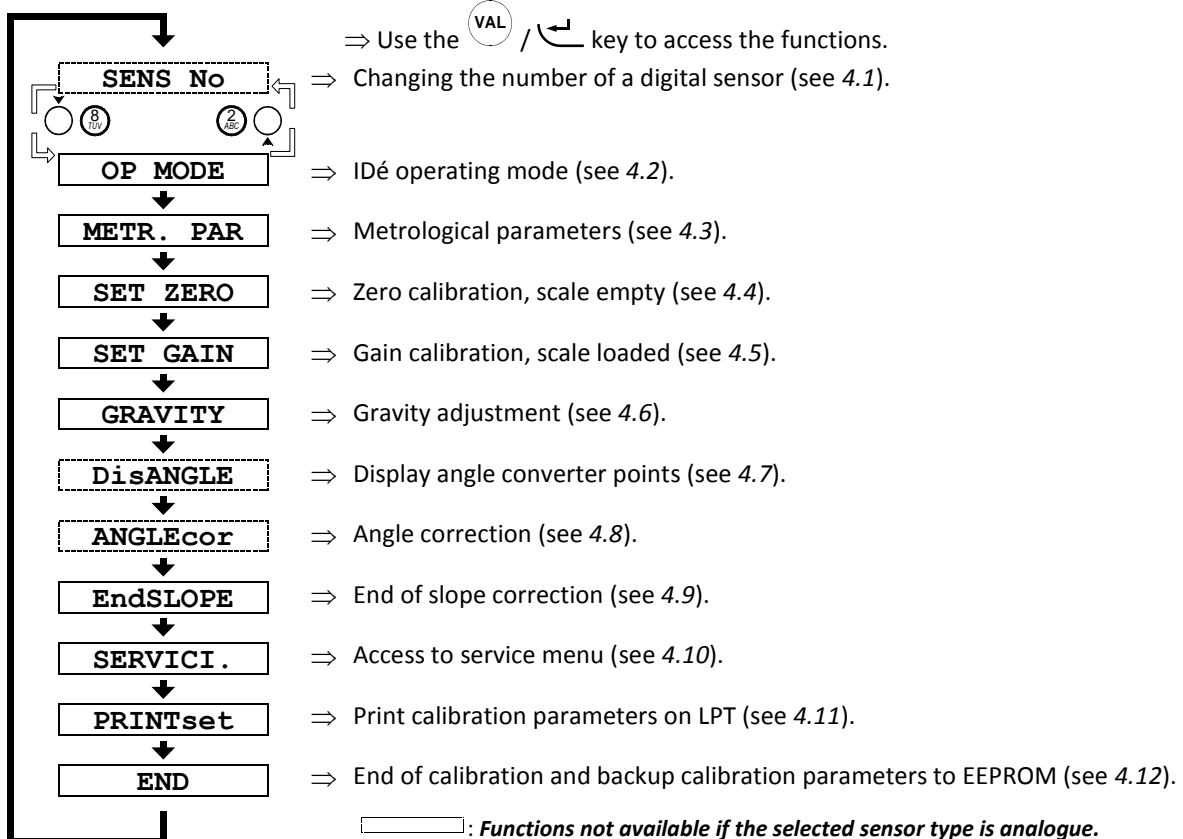 ⇒ Use the VAL / key to access the functions.
SENS No ⇒ Changing the number of a digital sensor (see 4.1).
8 TUV 2 ABC
OP MODE ⇒ IDé operating mode (see 4.2).
METR. PAR ⇒ Metrological parameters (see 4.3).
SET ZERO ⇒ Zero calibration, scale empty (see 4.4).
SET GAIN ⇒ Gain calibration, scale loaded (see 4.5).
GRAVITY ⇒ Gravity adjustment (see 4.6).
DisANGLE ⇒ Display angle converter points (see 4.7).
ANGLEcor ⇒ Angle correction (see 4.8).
EndSLOPE ⇒ End of slope correction (see 4.9).
SERVICI. ⇒ Access to service menu (see 4.10).
PRINTset ⇒ Print calibration parameters on LPT (see 4.11).
END ⇒ End of calibration and backup calibration parameters to EEPROM (see 4.12).
: Functions not available if the selected sensor type is analogue.